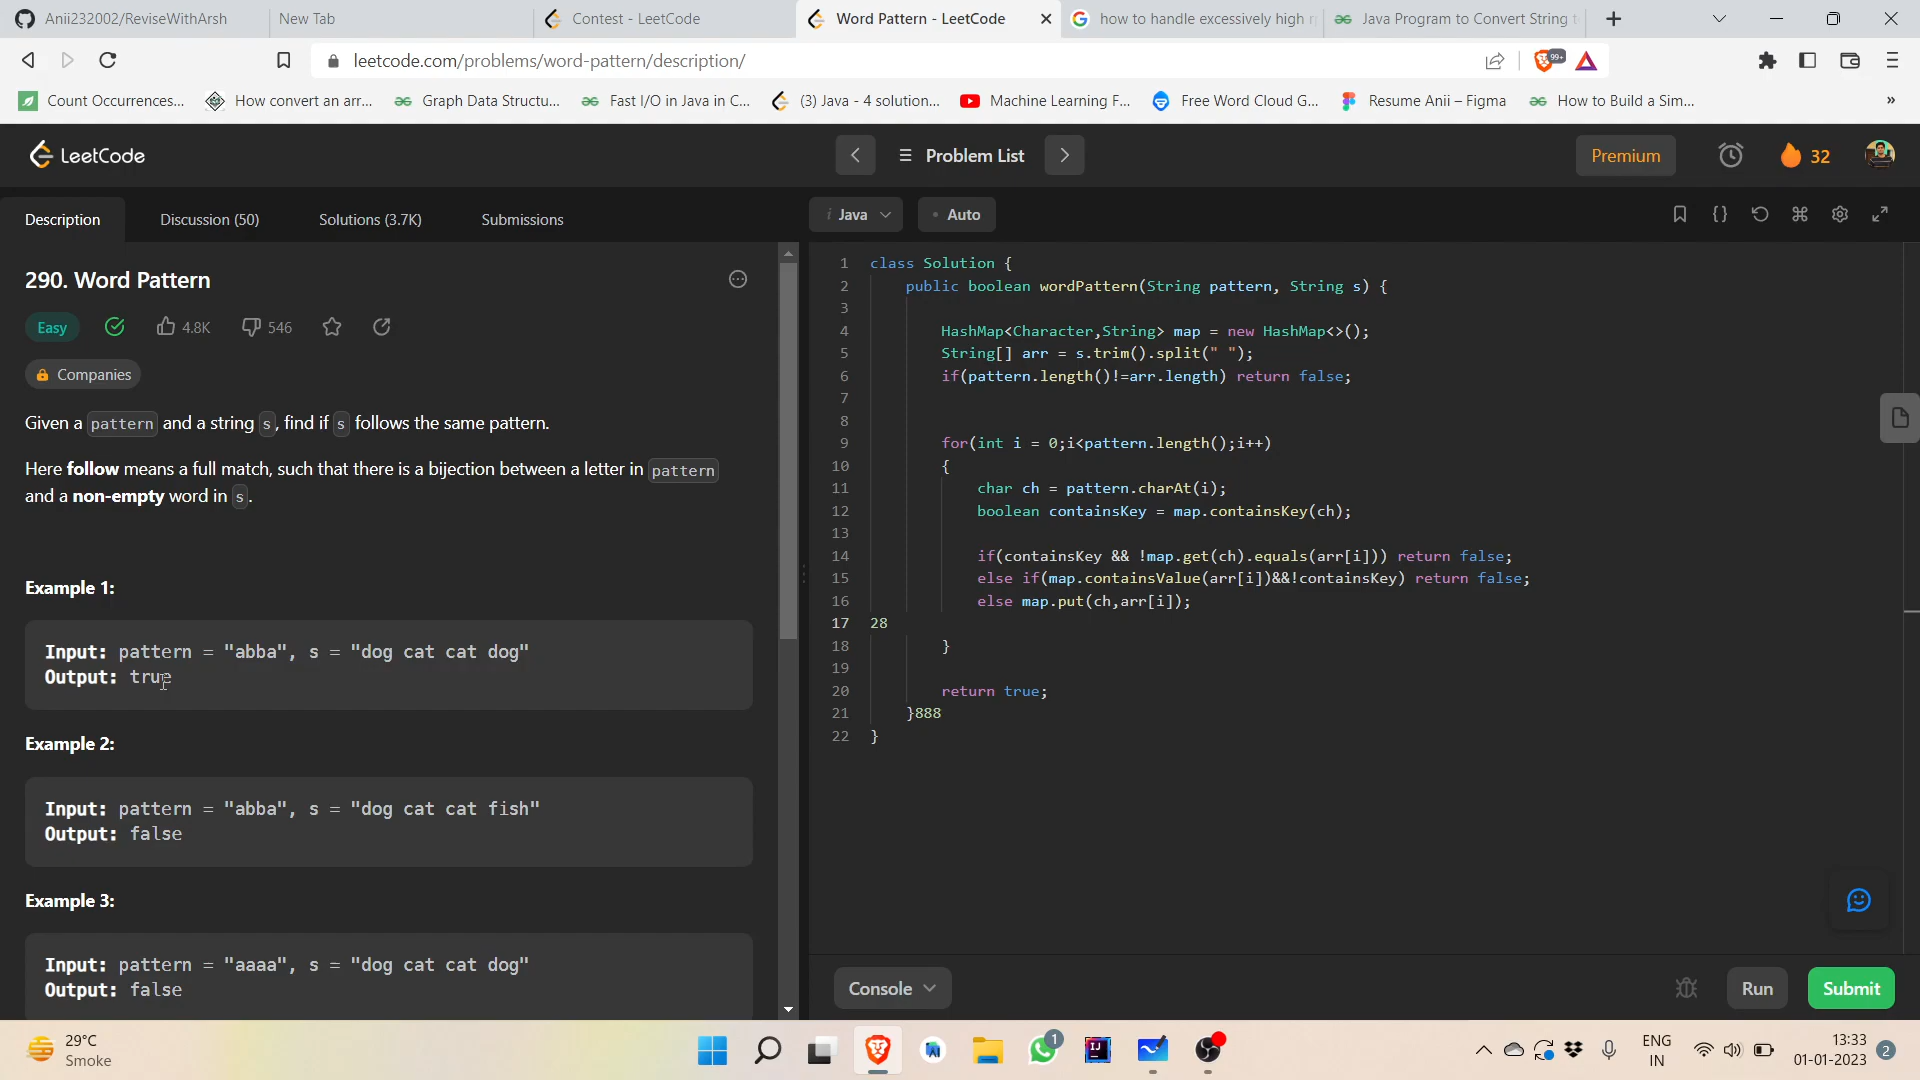 Anii232002/ReviseWithArsh
New Tab
Contest - LeetCode
Word Pattern - LeetCode
how to handle excessively high r
Java Program to Convert String t
leetcode.com/problems/word-pattern/description/
99+
Count Occurrences...
How convert an arr...
Graph Data Structu...
Fast I/O in Java in C...
(3) Java - 4 solution...
Machine Learning F...
Free Word Cloud G...
Resume Anii – Figma
How to Build a Sim...
»
LeetCode
Problem List
Premium
32
Description
Discussion (50)
Solutions (3.7K)
Submissions
i Java
• Auto
290. Word Pattern
Easy
4.8K
546
Companies
Given a pattern and a string s, find if s follows the same pattern.
Here follow means a full match, such that there is a bijection between a letter in pattern
and a non-empty word in s.
Example 1:
Input: pattern = "abba", s = "dog cat cat dog"
Output: true
Example 2:
Input: pattern = "abba", s = "dog cat cat fish"
Output: false
Example 3:
Input: pattern = "aaaa", s = "dog cat cat dog"
Output: false
1 class Solution {
2 public boolean wordPattern(String pattern, String s) {
3
4 HashMap<Character,String> map = new HashMap<>();
5 String[] arr = s.trim().split(" ");
6 if(pattern.length()!=arr.length) return false;
7
8
9 for(int i = 0;i<pattern.length();i++)
10 {
11 char ch = pattern.charAt(i);
12 boolean containsKey = map.containsKey(ch);
13
14 if(containsKey && !map.get(ch).equals(arr[i])) return false;
15 else if(map.containsValue(arr[i])&&!containsKey) return false;
16 else map.put(ch,arr[i]);
17 28
18 }
19
20 return true;
21 }888
22 }
Console
Run
Submit
29°C
Smoke
1
IJ
ENG
IN
13:33
01-01-2023
2